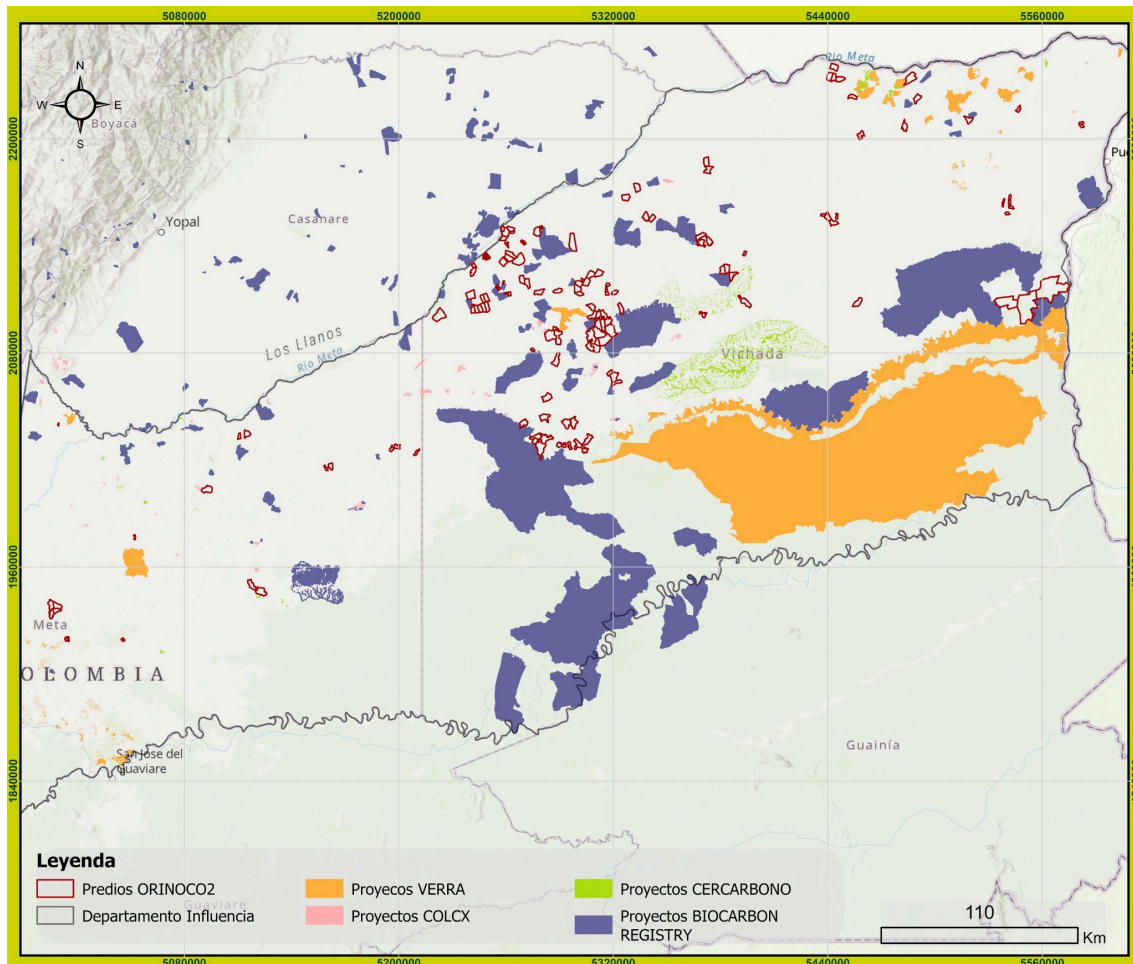 5080000 5200000 5320000 5440000 5560000
Rio Meta
N
W E
S
Boyacá
2200000
Pue
Yopal
Casanare
Los Llanos
Rio Meta
2080000
Vichada
1960000
Meta
OLOMBIA
San Jose del
Guaviare
Guainía
1840000
Leyenda
Predios ORINOCO2
Departamento Influencia
Proyecos VERRA
Proyectos COLCX
Proyectos CERCARBONO
Proyectos BIOCARBON
REGISTRY
Guaviare
110
Km
5080000 5200000 5320000 5440000 5560000